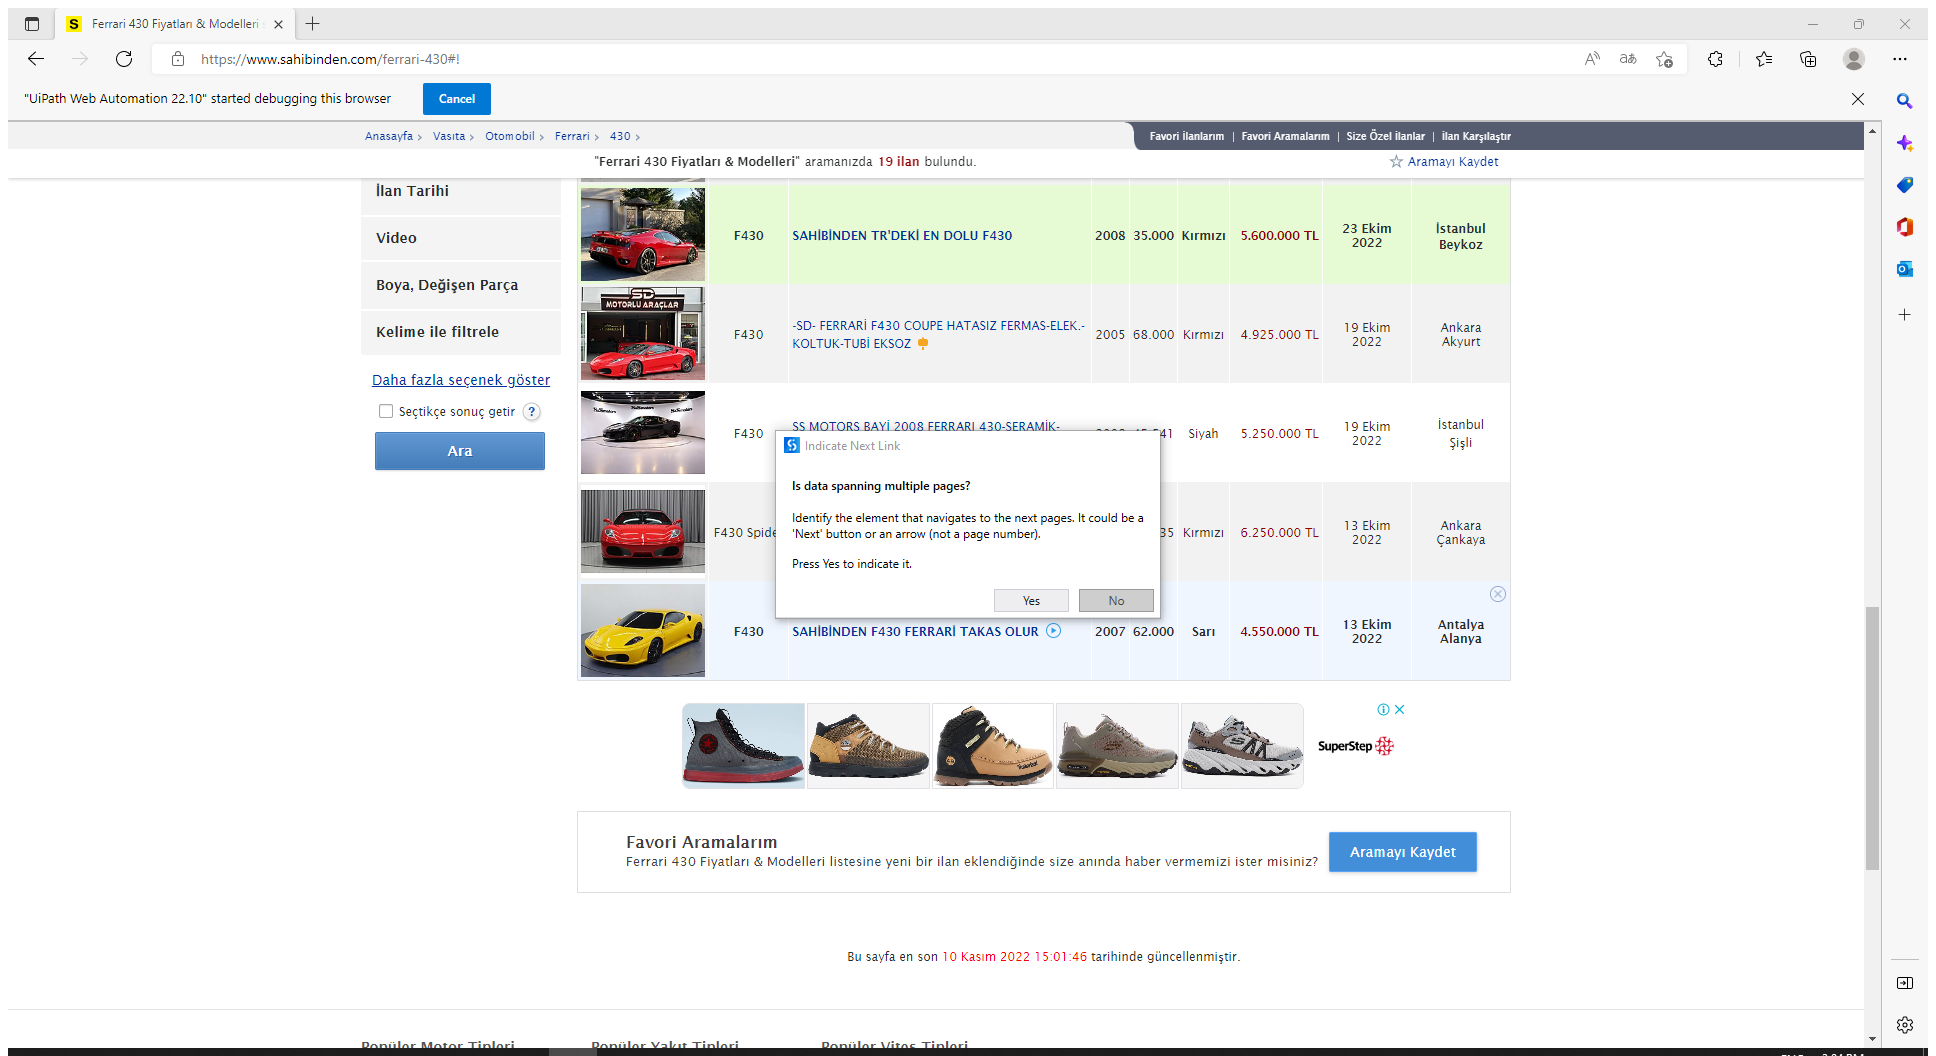 Ferrari 430 Fiyatları & Modelleri
https://www.sahibinden.com/ferrari-430#!
"UiPath Web Automation 22.10" started debugging this browser
Cancel
Anasayfa > Vasıta > Otomobil > Ferrari > 430 >
Favori İlanlarım | Favori Aramalarım | Size Özel İlanlar | İlan Karşılaştır
"Ferrari 430 Fiyatları & Modelleri" aramanızda 19 ilan bulundu.
Aramayı Kaydet
İlan Tarihi
Video
Boya, Değişen Parça
Kelime ile filtrele
Daha fazla seçenek göster
Seçtikçe sonuç getir ?
Ara
F430 SAHİBİNDEN TR'DEKİ EN DOLU F430 2008 35.000 Kırmızı 5.600.000 TL 23 Ekim 2022 İstanbul Beykoz
SD
MOTORLU ARAÇLAR
F430 -SD- FERRARİ F430 COUPE HATASIZ FERMAS-ELEK.-
KOLTUK-TUBİ EKSOZ 2005 68.000 Kırmızı 4.925.000 TL 19 Ekim 2022 Ankara Akyurt
F430 SS MOTORS BAYİ 2008 FERRARI 430-SERAMİK- Siyah 5.250.000 TL 19 Ekim 2022 İstanbul Şişli
F430 Spide 35 Kırmızı 6.250.000 TL 13 Ekim 2022 Ankara Çankaya
F430 SAHİBİNDEN F430 FERRARİ TAKAS OLUR 2007 62.000 Sarı 4.550.000 TL 13 Ekim 2022 Antalya Alanya
Indicate Next Link
Is data spanning multiple pages?
Identify the element that navigates to the next pages. It could be a
'Next' button or an arrow (not a page number).
Press Yes to indicate it.
Yes No
SuperStep
Favori Aramalarım
Ferrari 430 Fiyatları & Modelleri listesine yeni bir ilan eklendiğinde size anında haber vermemizi ister misiniz?
Aramayı Kaydet
Bu sayfa en son 10 Kasım 2022 15:01:46 tarihinde güncellenmiştir.
Popüler Motor Tipleri
Popüler Yakıt Tipleri
Popüler Vites Tipleri